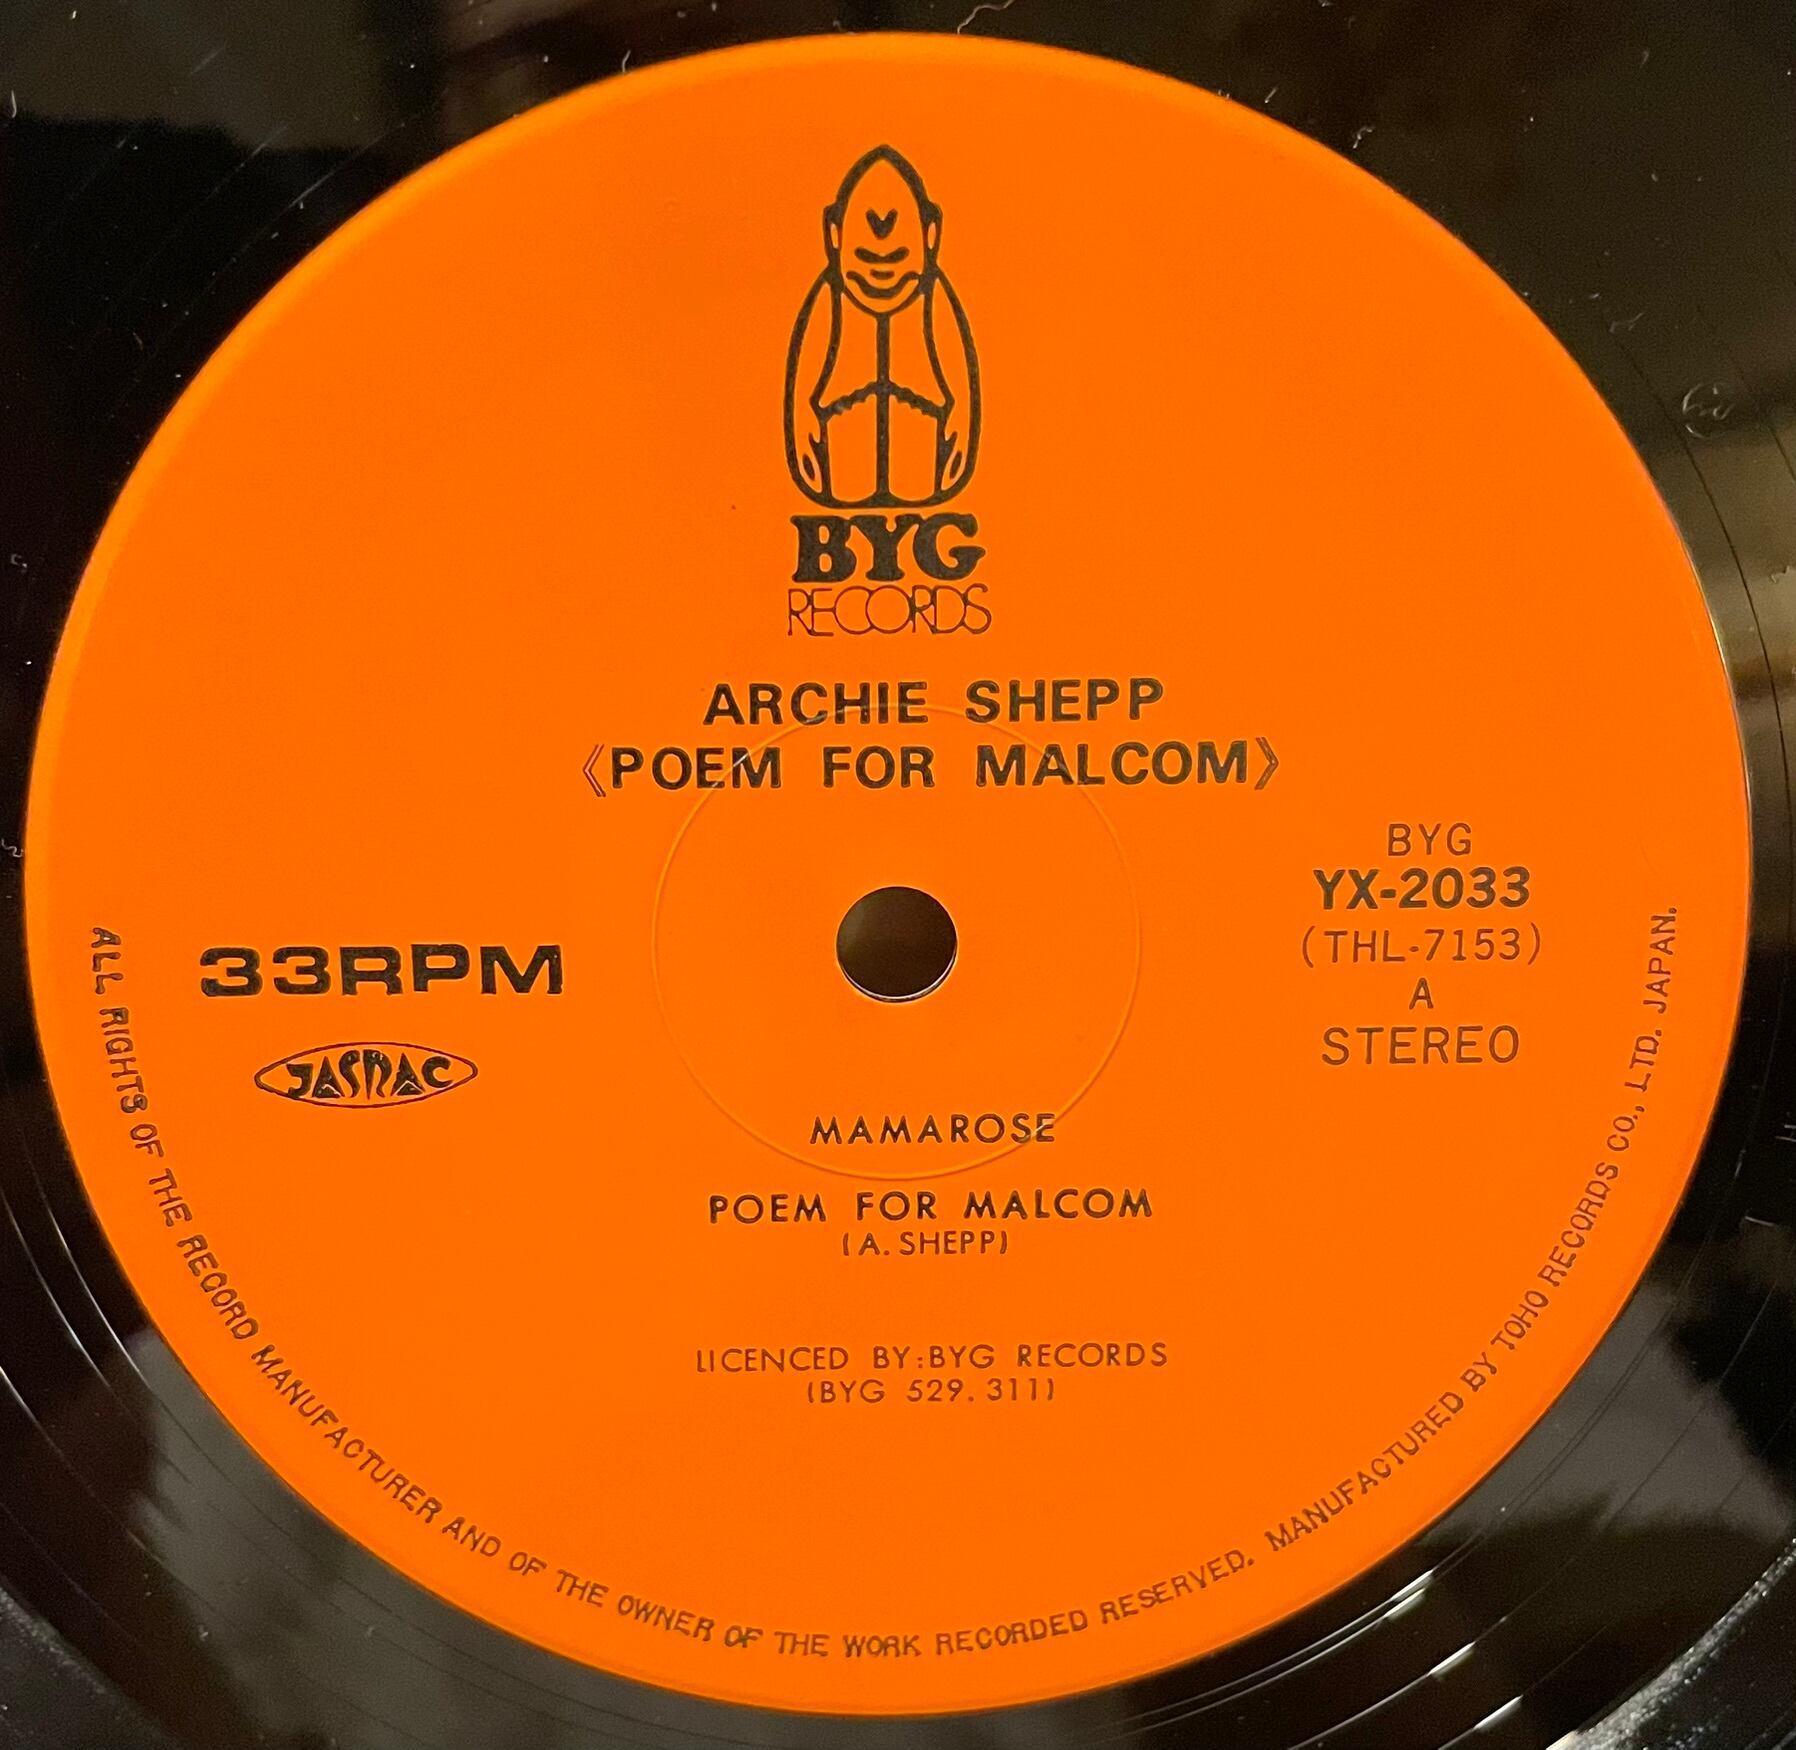 BYG
RECORDS
ARCHIE SHEPP
《POEM FOR MALCOM》
BYG
YX-2033
(THL-7153)
A
STEREO
33RPM
JASRAC
MAMAROSE
POEM FOR MALCOM
(A. SHEPP)
LICENCED BY:BYG RECORDS
(BYG 529.311)
ALL RIGHTS OF THE RECORD MANUFACTURER AND OF THE OWNER OF THE WORK RECORDED RESERVED. MANUFACTURED BY TOHO RECORDS CO., LTD. JAPAN.